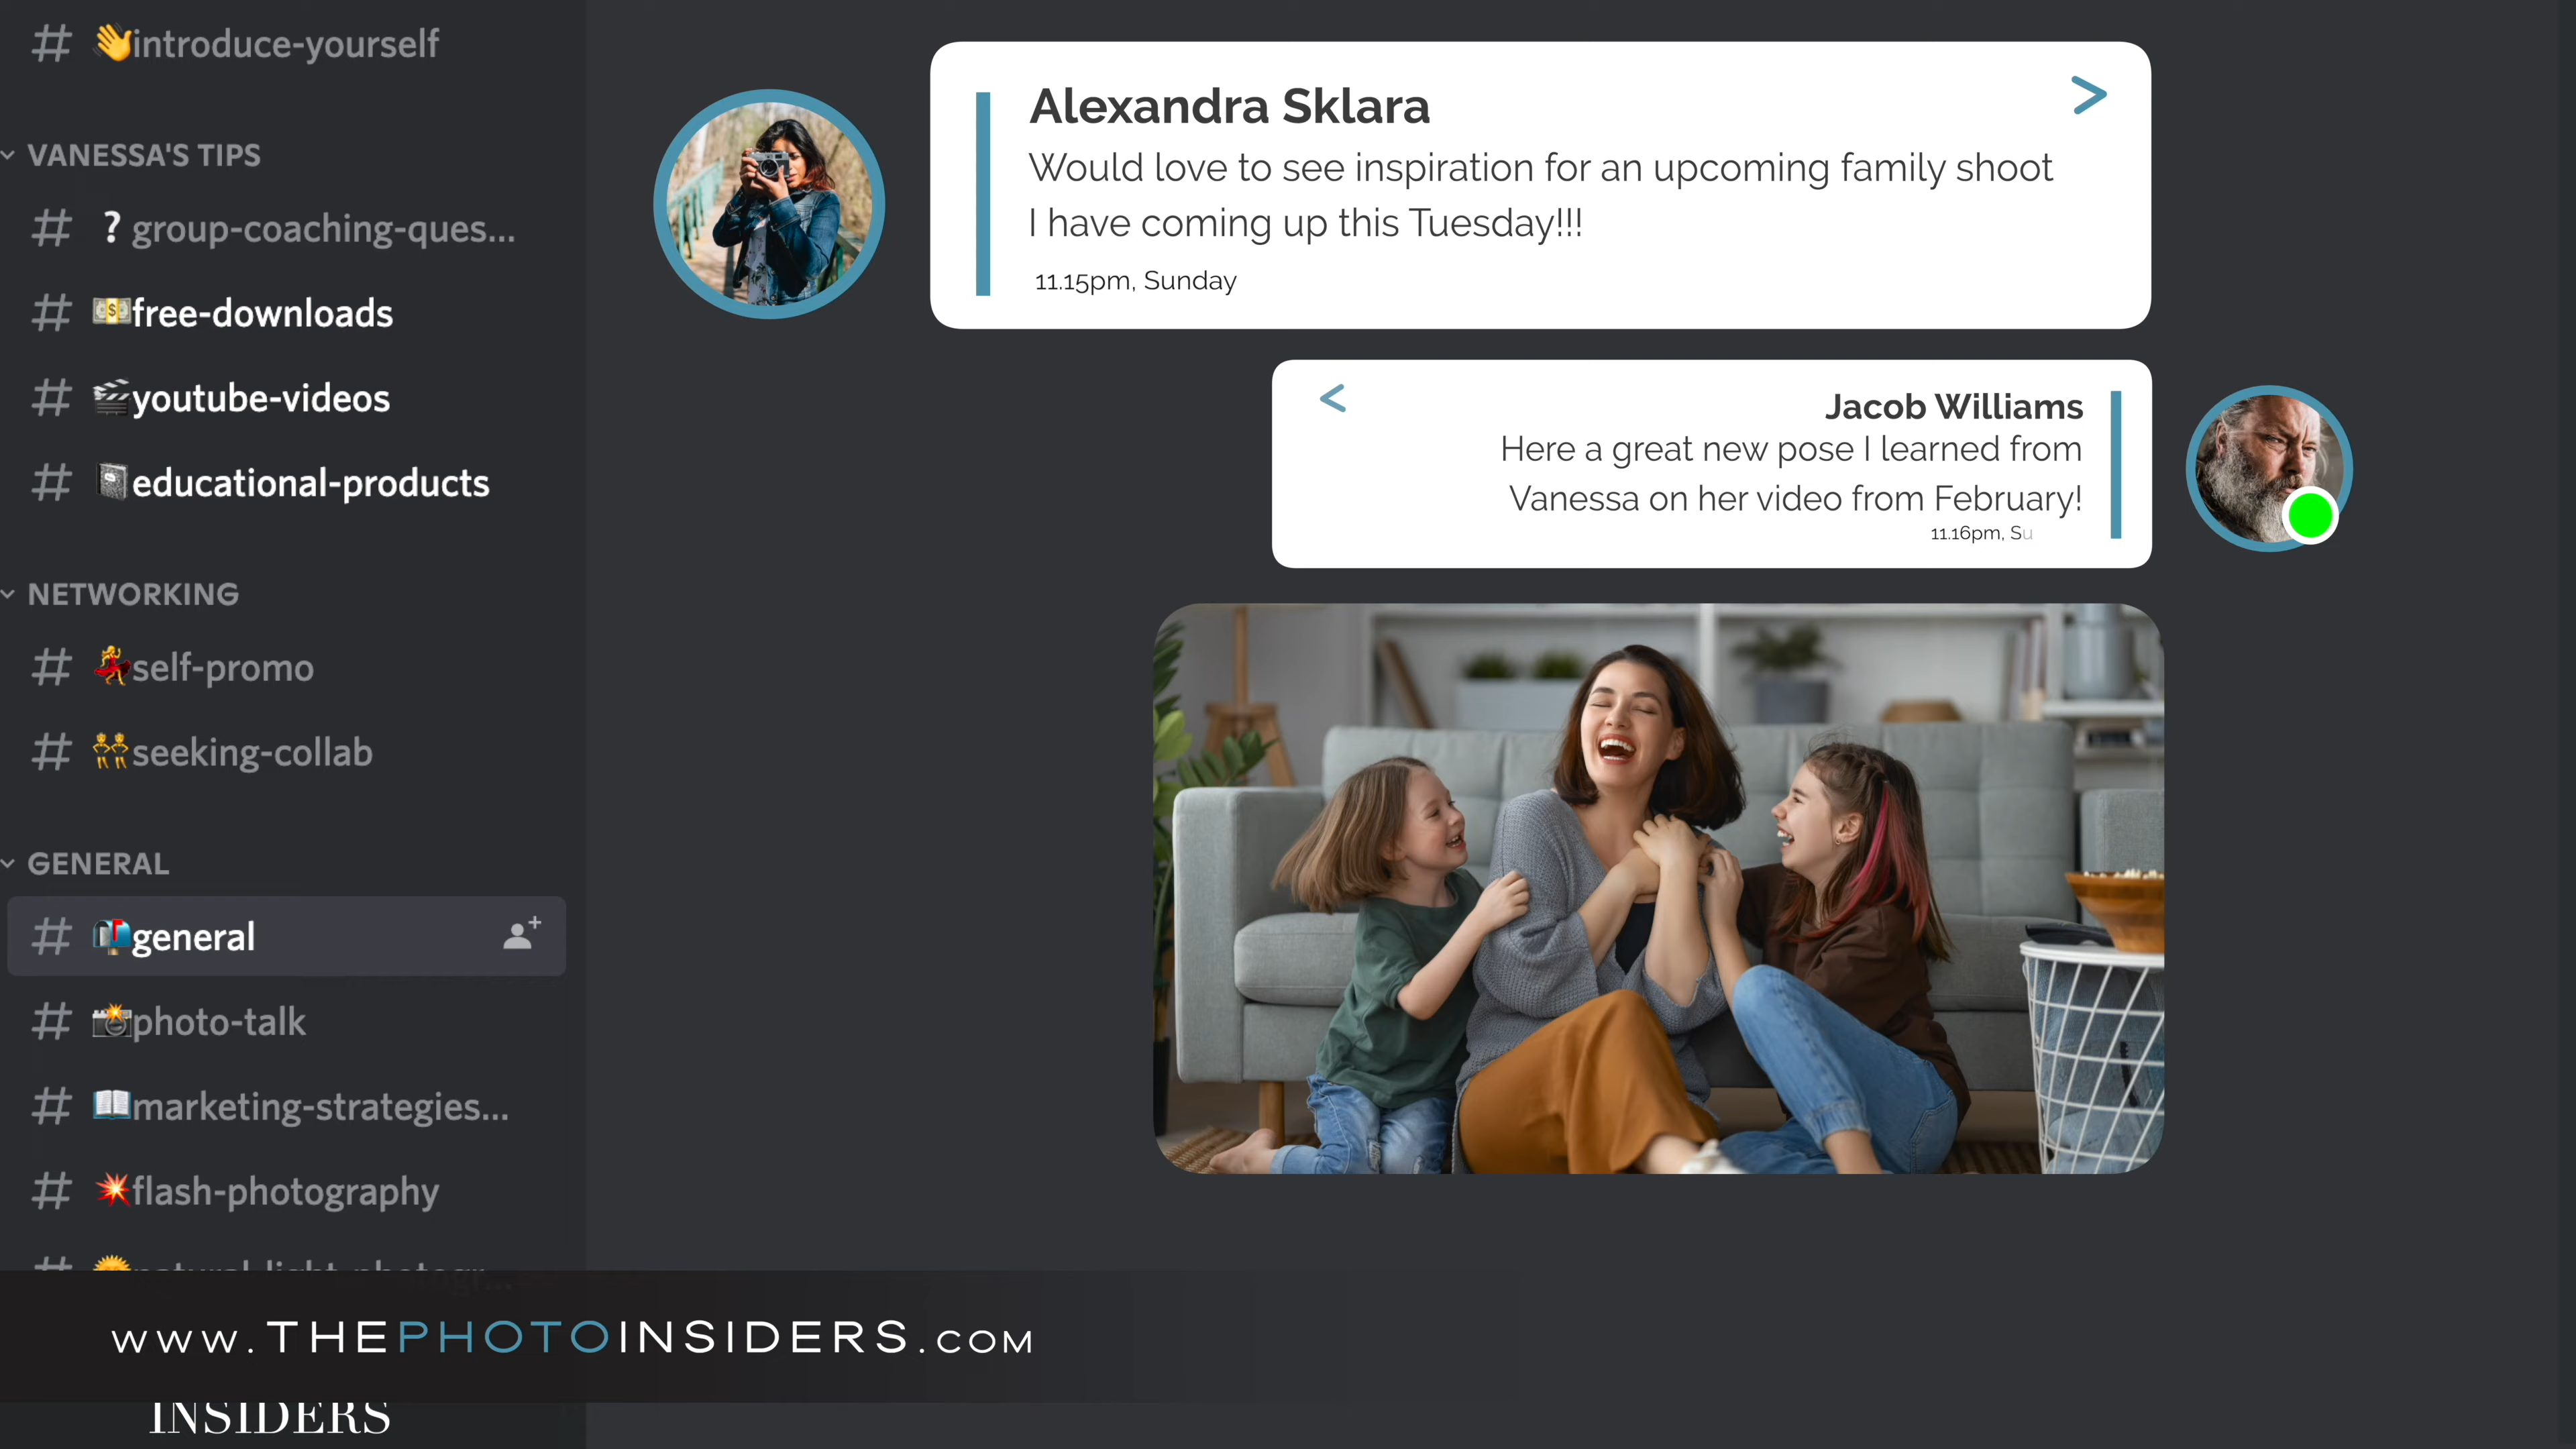 # 👋introduce-yourself
VANESSA'S TIPS
# ? group-coaching-ques...
# 💵free-downloads
# 🎬youtube-videos
# 📓educational-products
NETWORKING
# 💃self-promo
# 👯seeking-collab
GENERAL
# 📬general
# 📸photo-talk
# 📖marketing-strategies...
# 💥flash-photography
# 🌞natural-light-photogr...
Alexandra Sklara
>
Would love to see inspiration for an upcoming family shoot
I have coming up this Tuesday!!!
11.15pm, Sunday
<
Jacob Williams
Here a great new pose I learned from
Vanessa on her video from February!
11.16pm, Su
www.THEPHOTOINSIDERS.COM
INSIDERS